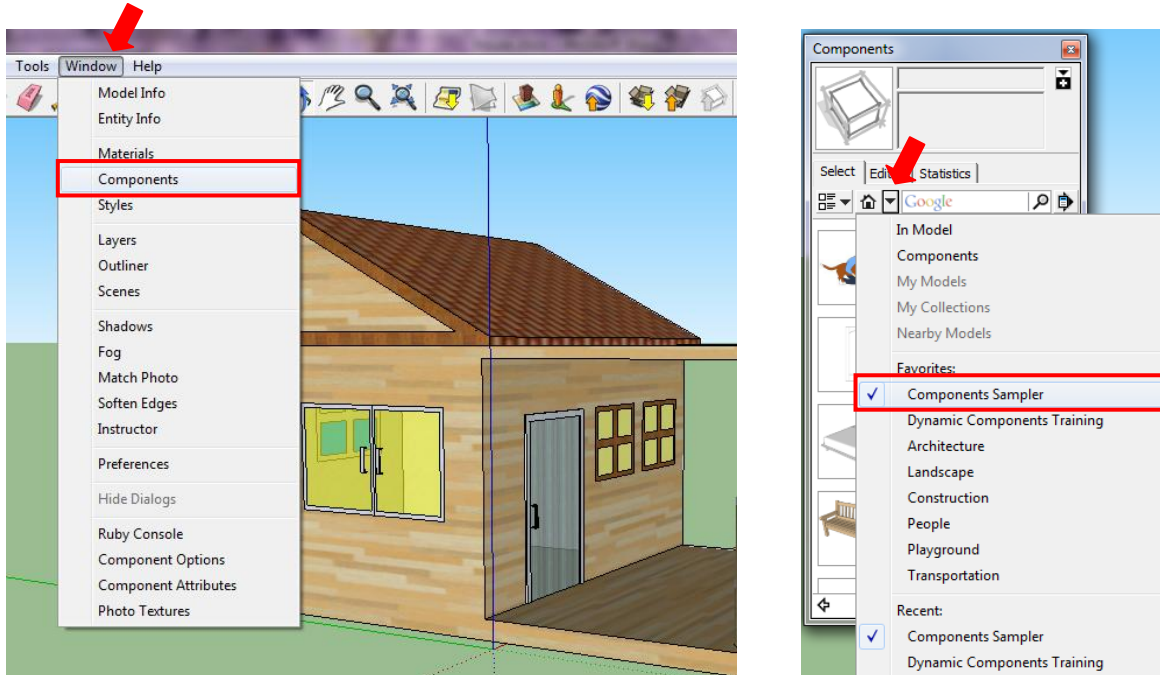 Tools Window Help
Model Info
Entity Info
Materials
Components
Styles
Layers
Outliner
Scenes
Shadows
Fog
Match Photo
Soften Edges
Instructor
Preferences
Hide Dialogs
Ruby Console
Component Options
Component Attributes
Photo Textures
Components
Select Statistics
Google
In Model
Components
My Models
My Collections
Nearby Models
Favorites:
Components Sampler
Dynamic Components Training
Architecture
Landscape
Construction
People
Playground
Transportation
Recent:
Components Sampler
Dynamic Components Training